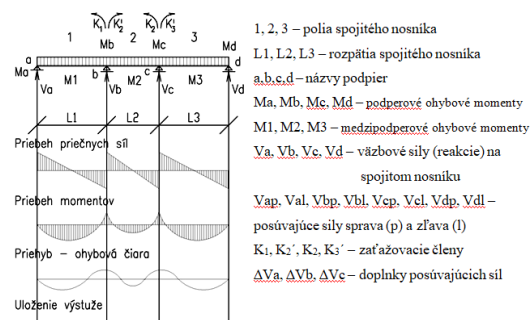 K₁ K₂´ K₂ K₃´
1 2 3
Mb Mc Md
a d
Ma M1 b M2 c M3
Va Vb Vc Vd
L1 L2 L3
Priebeh priečnych síl
Priebeh momentov
Priehyb – ohybová čiara
Uloženie výstuže
1, 2, 3 – polia spojitého nosníka
L1, L2, L3 – rozpätia spojitého nosníka
a,b,c,d – názvy podpier
Ma, Mb, Mc, Md – podperové ohybové momenty
M1, M2, M3 – medzipodperové ohybové momenty
Va, Vb, Vc, Vd – väzbové sily (reakcie) na
spojitom nosníku
Vap, Val, Vbp, Vbl, Vcp, Vcl, Vdp, Vdl –
posúvajúce sily sprava (p) a zľava (l)
K₁, K₂´, K₂, K₃´ – zaťažovacie členy
ΔVa, ΔVb, ΔVc – doplnky posúvajúcich síl